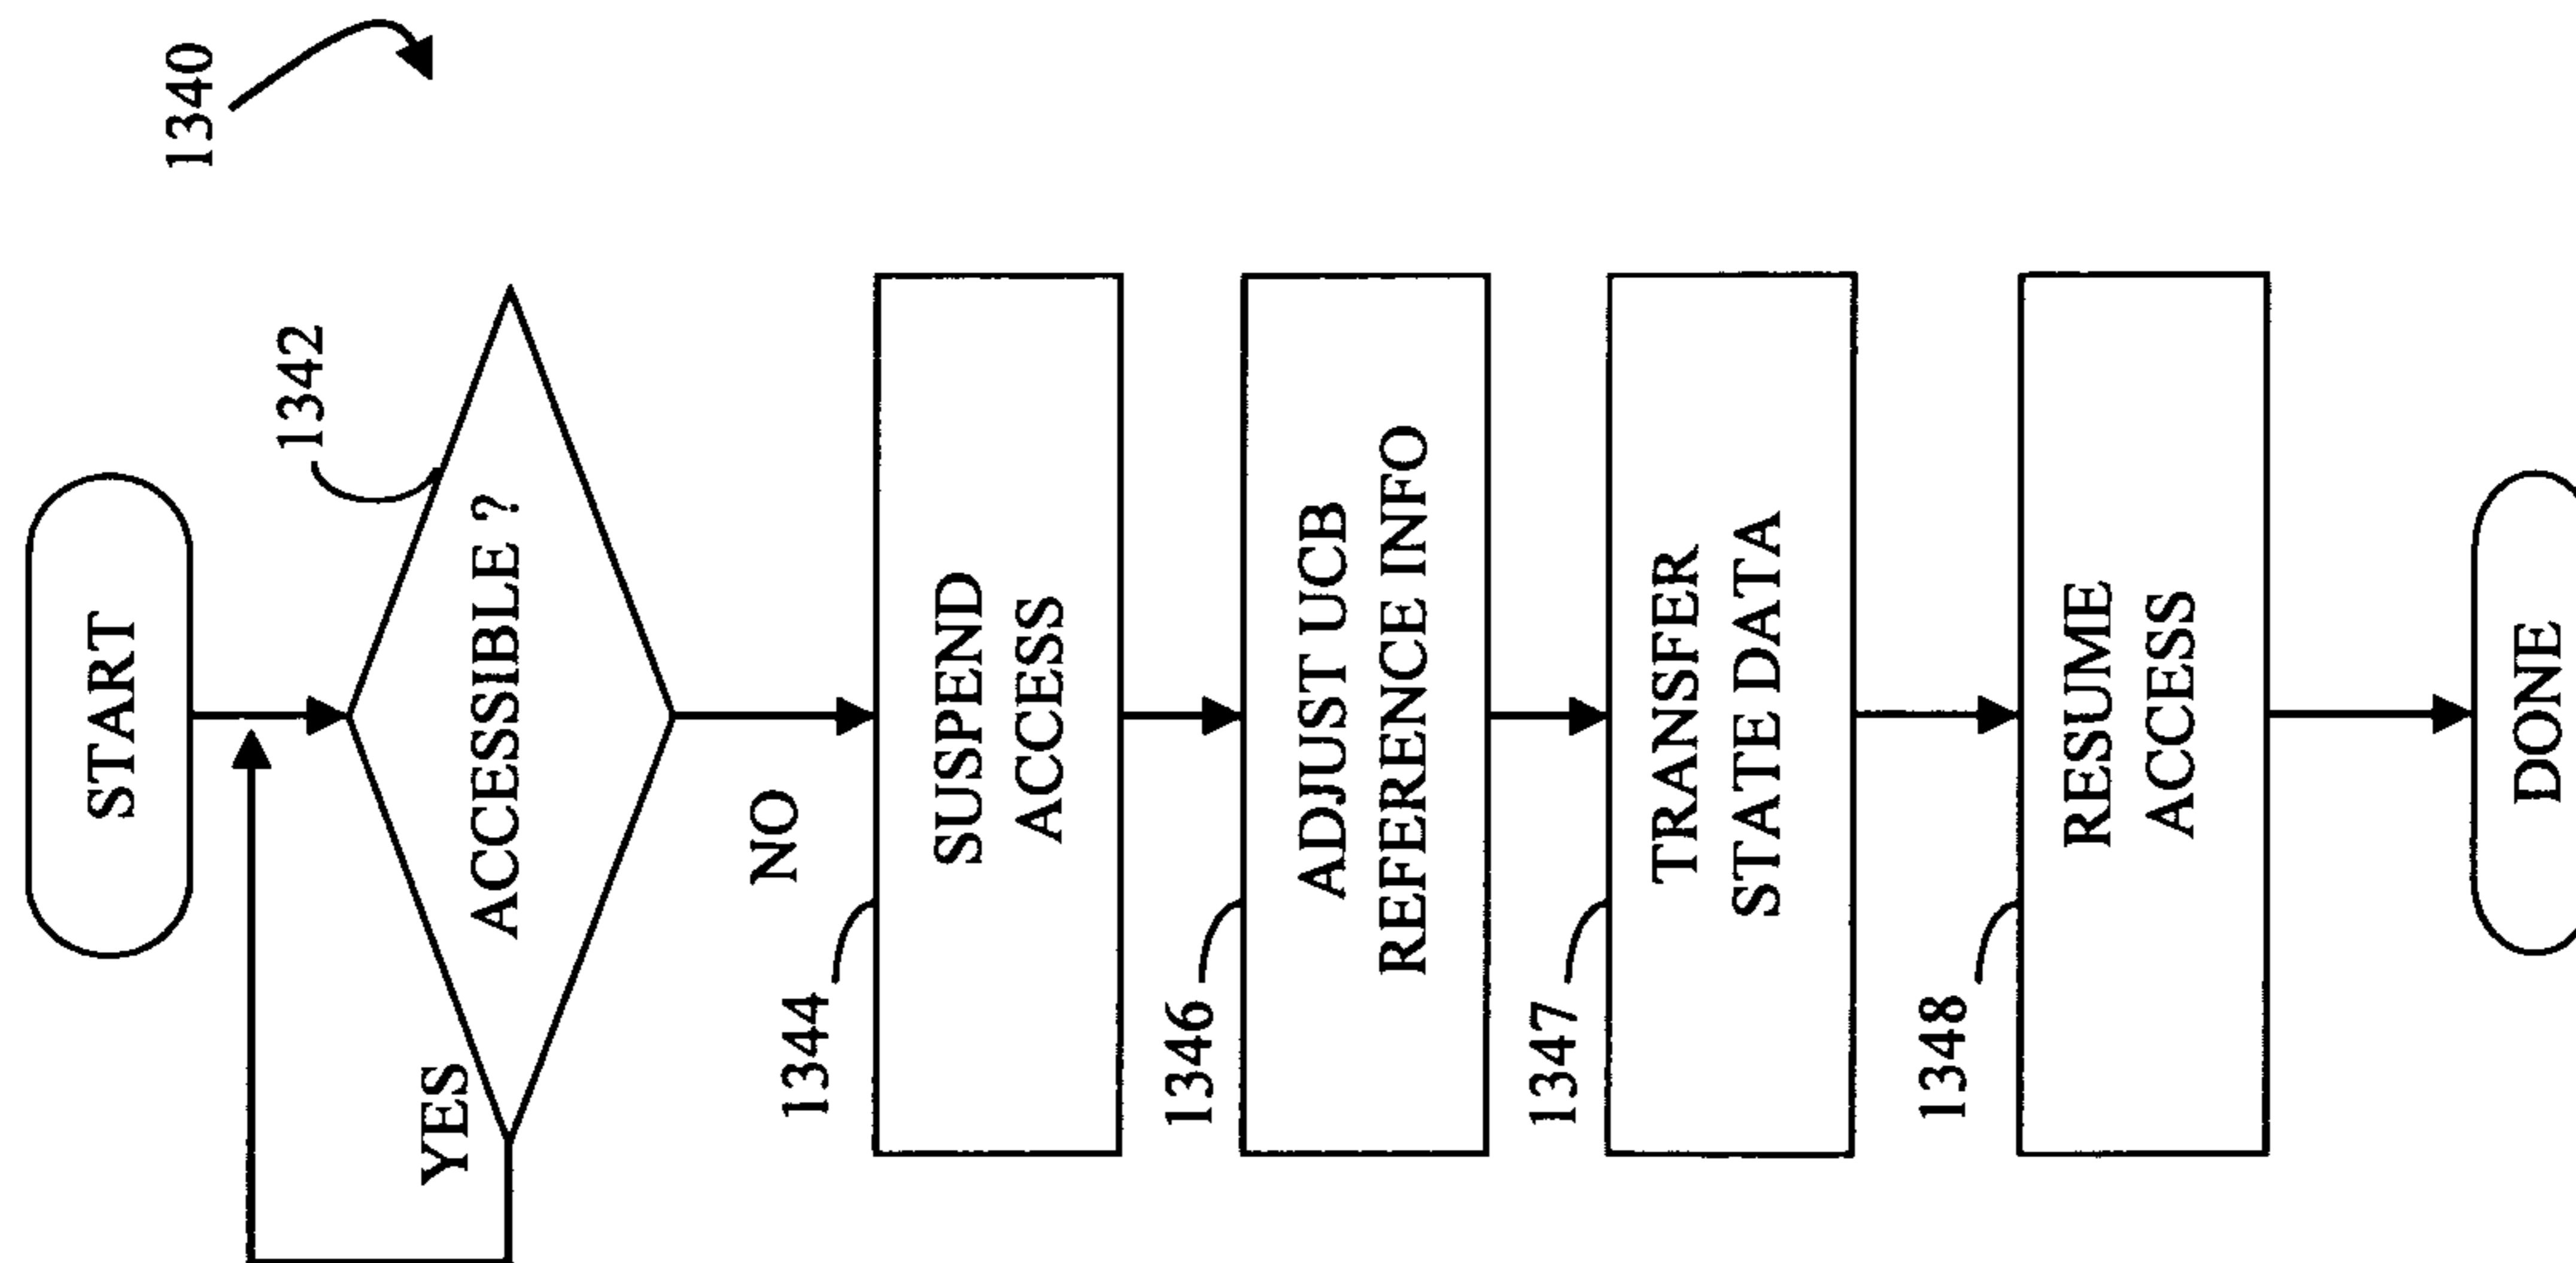 1340
START
1342
ACCESSIBLE ?
YES
NO
1344
SUSPEND
ACCESS
1346
ADJUST UCB
REFERENCE INFO
1347
TRANSFER
STATE DATA
1348
RESUME
ACCESS
DONE